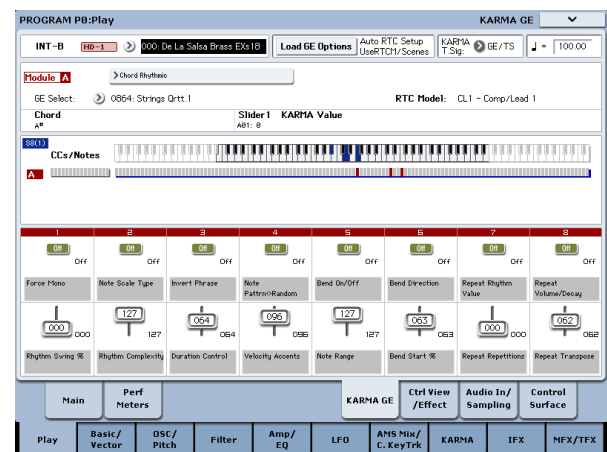 PROGRAM P8:Play KARMA GE
INT-B HD-1 000: De La Salsa Brass EXs18 Load GE Options Auto RTC Setup UseRTCM/Scenes KARMA T.Sig: GE/TS = 100.00
Module A Chord Rhythmic
GE Select: 0864: Strings Qrtt.1 RTC Model: CL1 - Comp/Lead 1
Chord Slider1 KARMA Value
A# A01: 0
S8(1)
CCs/Notes
A
1 2 3 4 5 6 7 8
Off Off Off Off Off Off Off Off
Off Off Off Off Off Off Off Off
Force Mono Note Scale Type Invert Phrase Note Pattrn⇔Random Bend On/Off Bend Direction Repeat Rhythm Value Repeat Volume/Decay
000 127 064 096 127 063 000 062
000 127 064 096 127 063 000 062
Rhythm Swing % Rhythm Complexity Duration Control Velocity Accents Note Range Bend Start % Repeat Repetitions Repeat Transpose
Main Perf Meters KARMA GE Ctrl View /Effect Audio In/ Sampling Control Surface
Play Basic/ Vector OSC/ Pitch Filter Amp/ EQ LFO AMS Mix/ C.KeyTrk KARMA IFX MFX/TFX